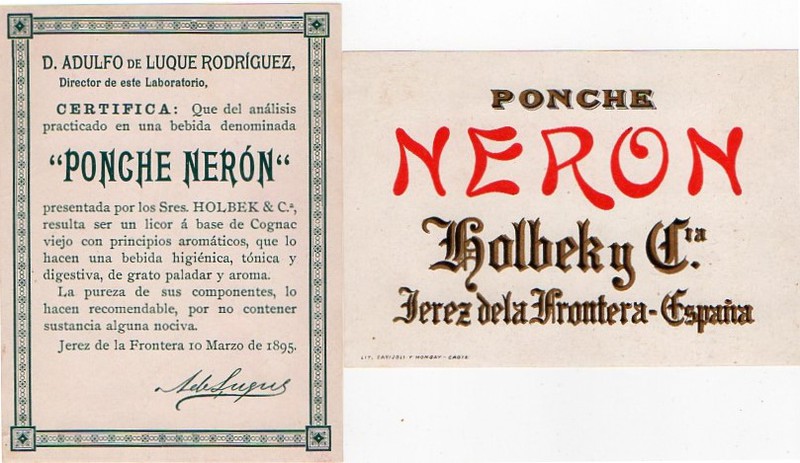 D. ADULFO DE LUQUE RODRÍGUEZ,
Director de este Laboratorio,
CERTIFICA: Que del análisis
practicado en una bebida denominada
“PONCHE NERÓN“
presentada por los Sres. HOLBEK & C.ª,
resulta ser un licor á base de Cognac
viejo con principios aromáticos, que lo
hacen una bebida higiénica, tónica y
digestiva, de grato paladar y aroma.
La pureza de sus componentes, lo
hacen recomendable, por no contener
sustancia alguna nociva.
Jerez de la Frontera 10 Marzo de 1895.
A de Luque
PONCHE
NERON
Holbek y Cia.
Jerez de la Frontera-España